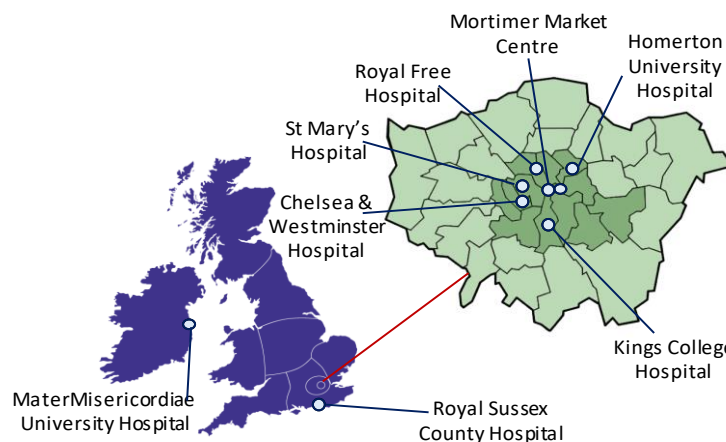 Mortimer Market
Centre
Homerton
University
Hospital
Royal Free
Hospital
St Mary's
Hospital
Chelsea &
Westminster
Hospital
Kings College
Hospital
MaterMisericordiae
University Hospital
Royal Sussex
County Hospital